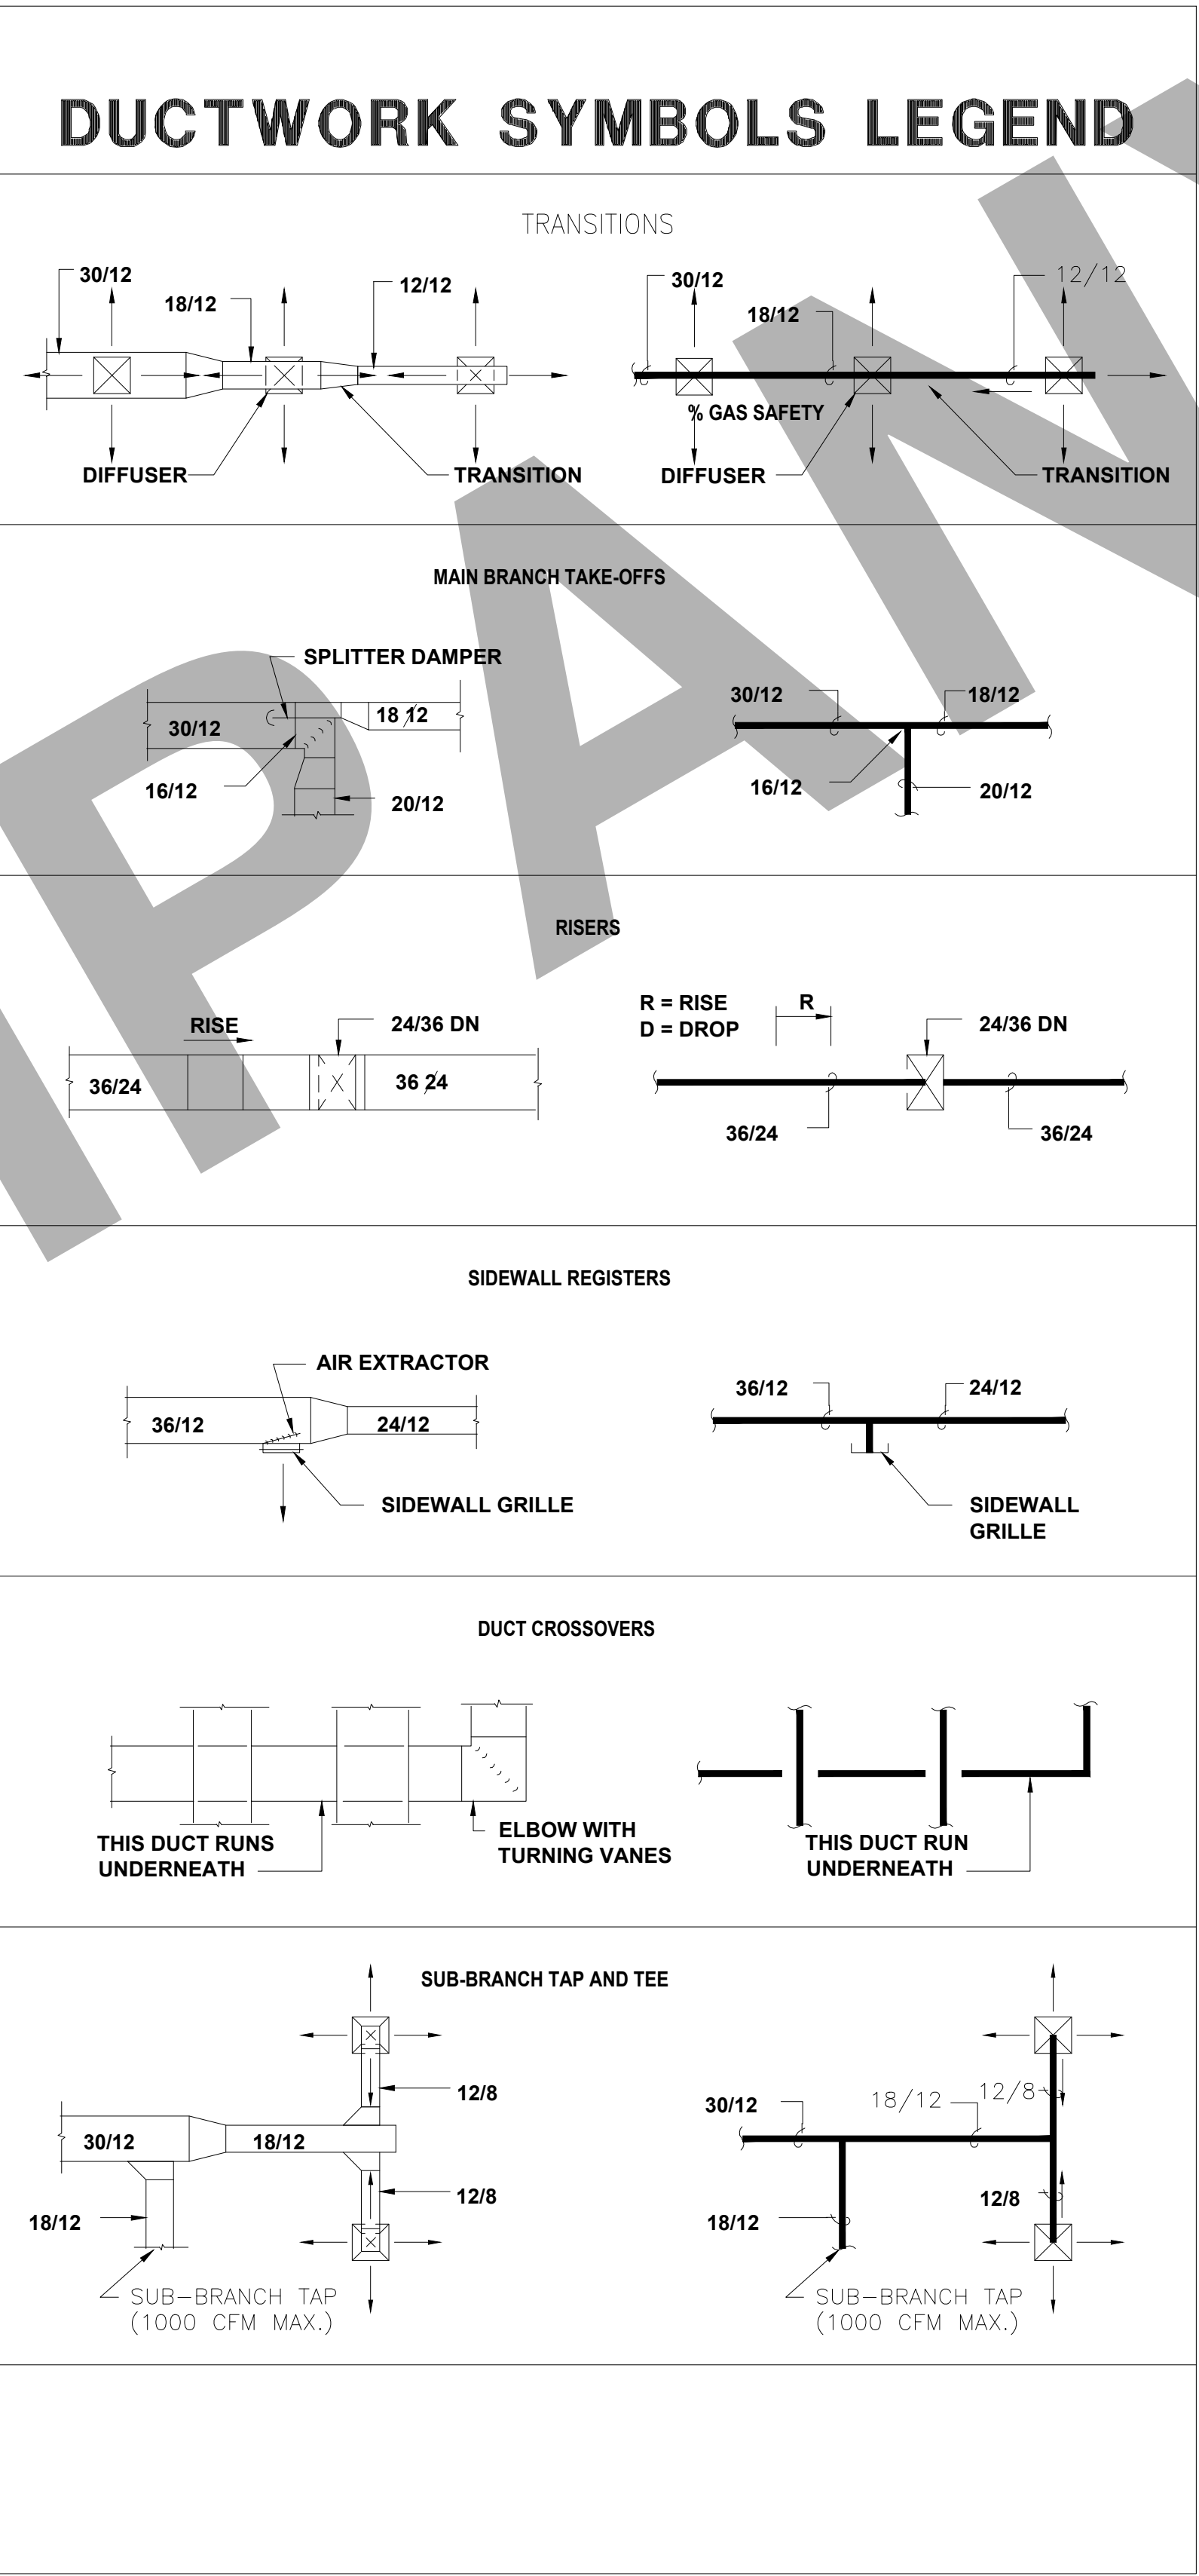 DUCTWORK SYMBOLS LEGEND
TRANSITIONS
30/12
18/12
12/12
DIFFUSER
TRANSITION
30/12
18/12
12/12
% GAS SAFETY
DIFFUSER
TRANSITION
MAIN BRANCH TAKE-OFFS
SPLITTER DAMPER
30/12
18/12
16/12
20/12
30/12
18/12
16/12
20/12
RISERS
RISE
24/36 DN
36/24
36/24
R = RISE
D = DROP
R
24/36 DN
36/24
36/24
SIDEWALL REGISTERS
AIR EXTRACTOR
36/12
24/12
SIDEWALL GRILLE
36/12
24/12
SIDEWALL
GRILLE
DUCT CROSSOVERS
THIS DUCT RUNS
UNDERNEATH
ELBOW WITH
TURNING VANES
THIS DUCT RUN
UNDERNEATH
SUB-BRANCH TAP AND TEE
12/8
30/12
18/12
12/8
18/12
SUB-BRANCH TAP
(1000 CFM MAX.)
30/12
18/12
12/8
12/8
18/12
SUB-BRANCH TAP
(1000 CFM MAX.)